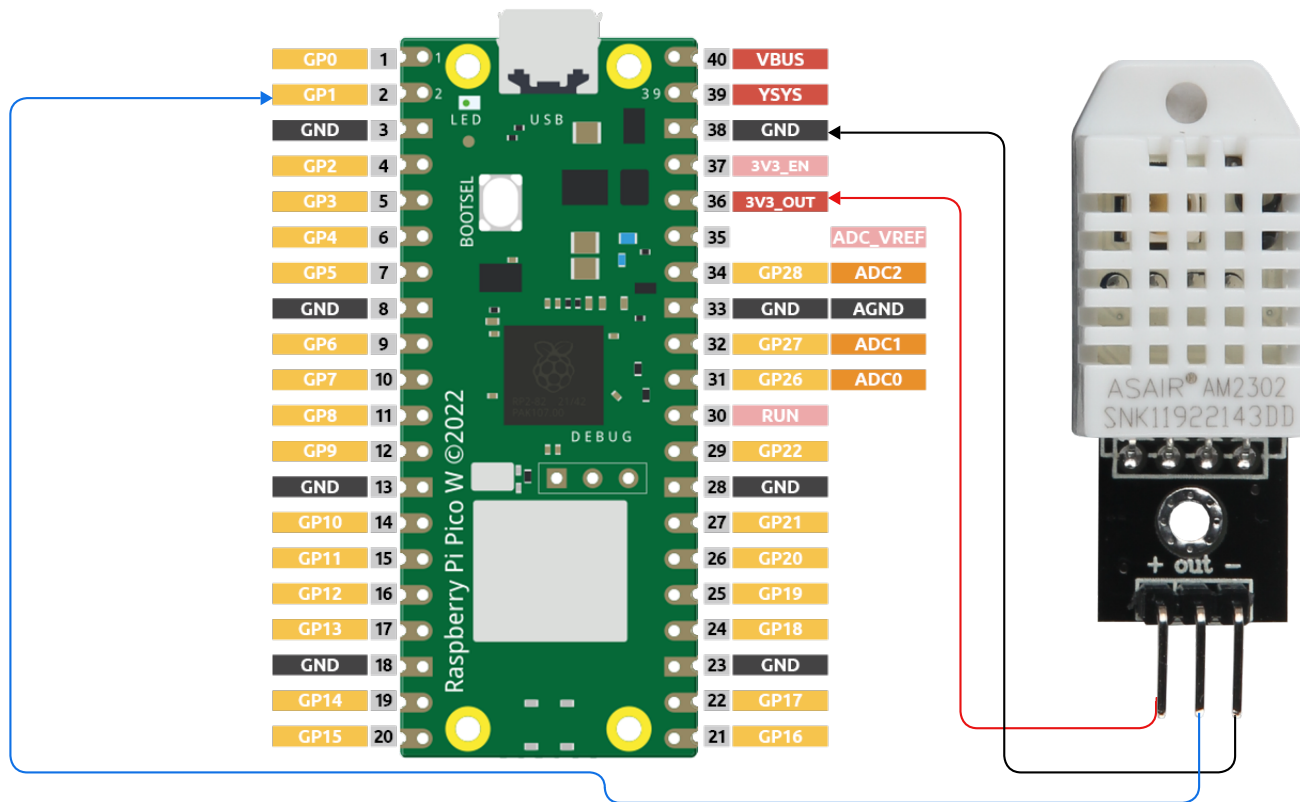 GP0 1 1 40 VBUS
GP1 2 2 39 39 YSYS
LED USB
GND 3 38 GND
GP2 4 37 3V3_EN
GP3 5 BOOTSEL 36 3V3_OUT
GP4 6 35 ADC_VREF
GP5 7 34 GP28 ADC2
GND 8 33 GND AGND
GP6 9 32 GP27 ADC1
GP7 10 31 GP26 ADC0
GP8 11 30 RUN
DEBUG
GP9 12 29 GP22
GND 13 28 GND
GP10 14 27 GP21
GP11 15 26 GP20
GP12 16 25 GP19
GP13 17 24 GP18
GND 18 23 GND
GP14 19 22 GP17
GP15 20 21 GP16
Raspberry Pi Pico W ©2022
ASAIR® AM2302
SNK11922143DD
+ out -